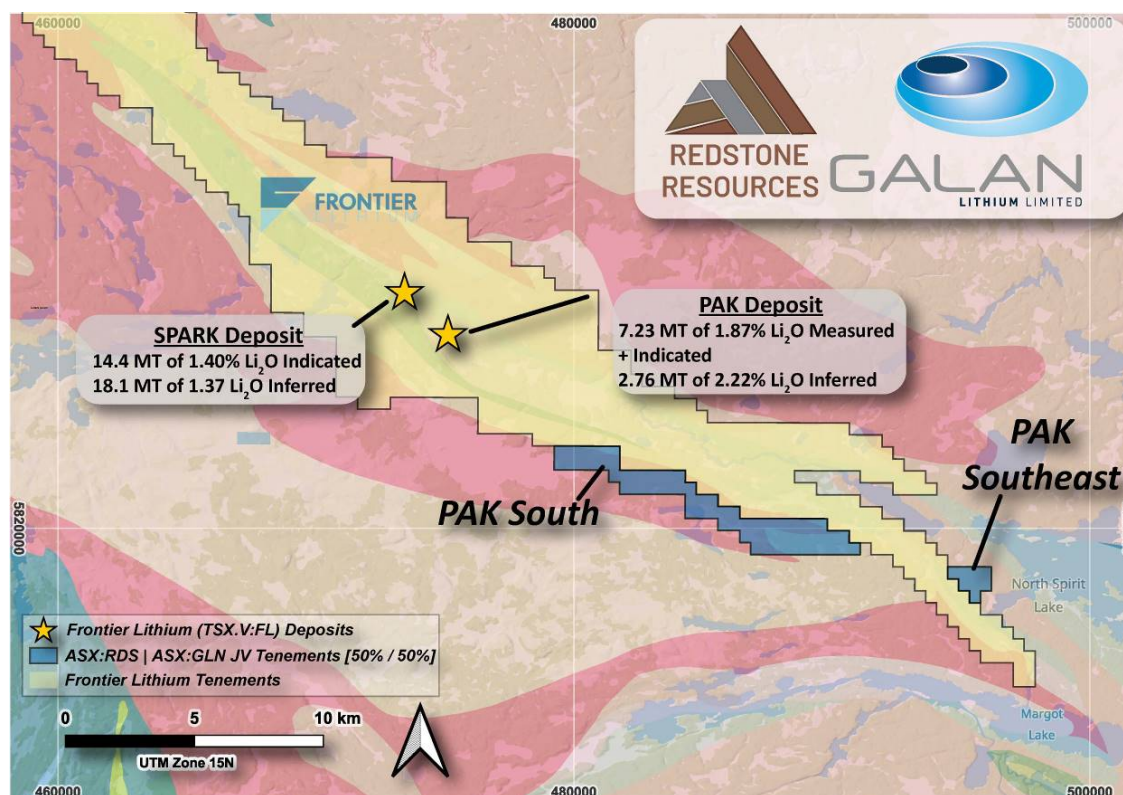 460000
480000
500000
REDSTONE
RESOURCES
GALAN
LITHIUM LIMITED
FRONTIER
LITHIUM
SPARK Deposit
14.4 MT of 1.40% Li₂O Indicated
18.1 MT of 1.37 Li₂O Inferred
PAK Deposit
7.23 MT of 1.87% Li₂O Measured
+ Indicated
2.76 MT of 2.22% Li₂O Inferred
PAK
Southeast
PAK South
5820000
5820000
North Spirit
Lake
Frontier Lithium (TSX.V:FL) Deposits
ASX:RDS | ASX:GLN JV Tenements [50% / 50%]
Frontier Lithium Tenements
0 5 10 km
UTM Zone 15N
Margot
Lake
460000
480000
500000